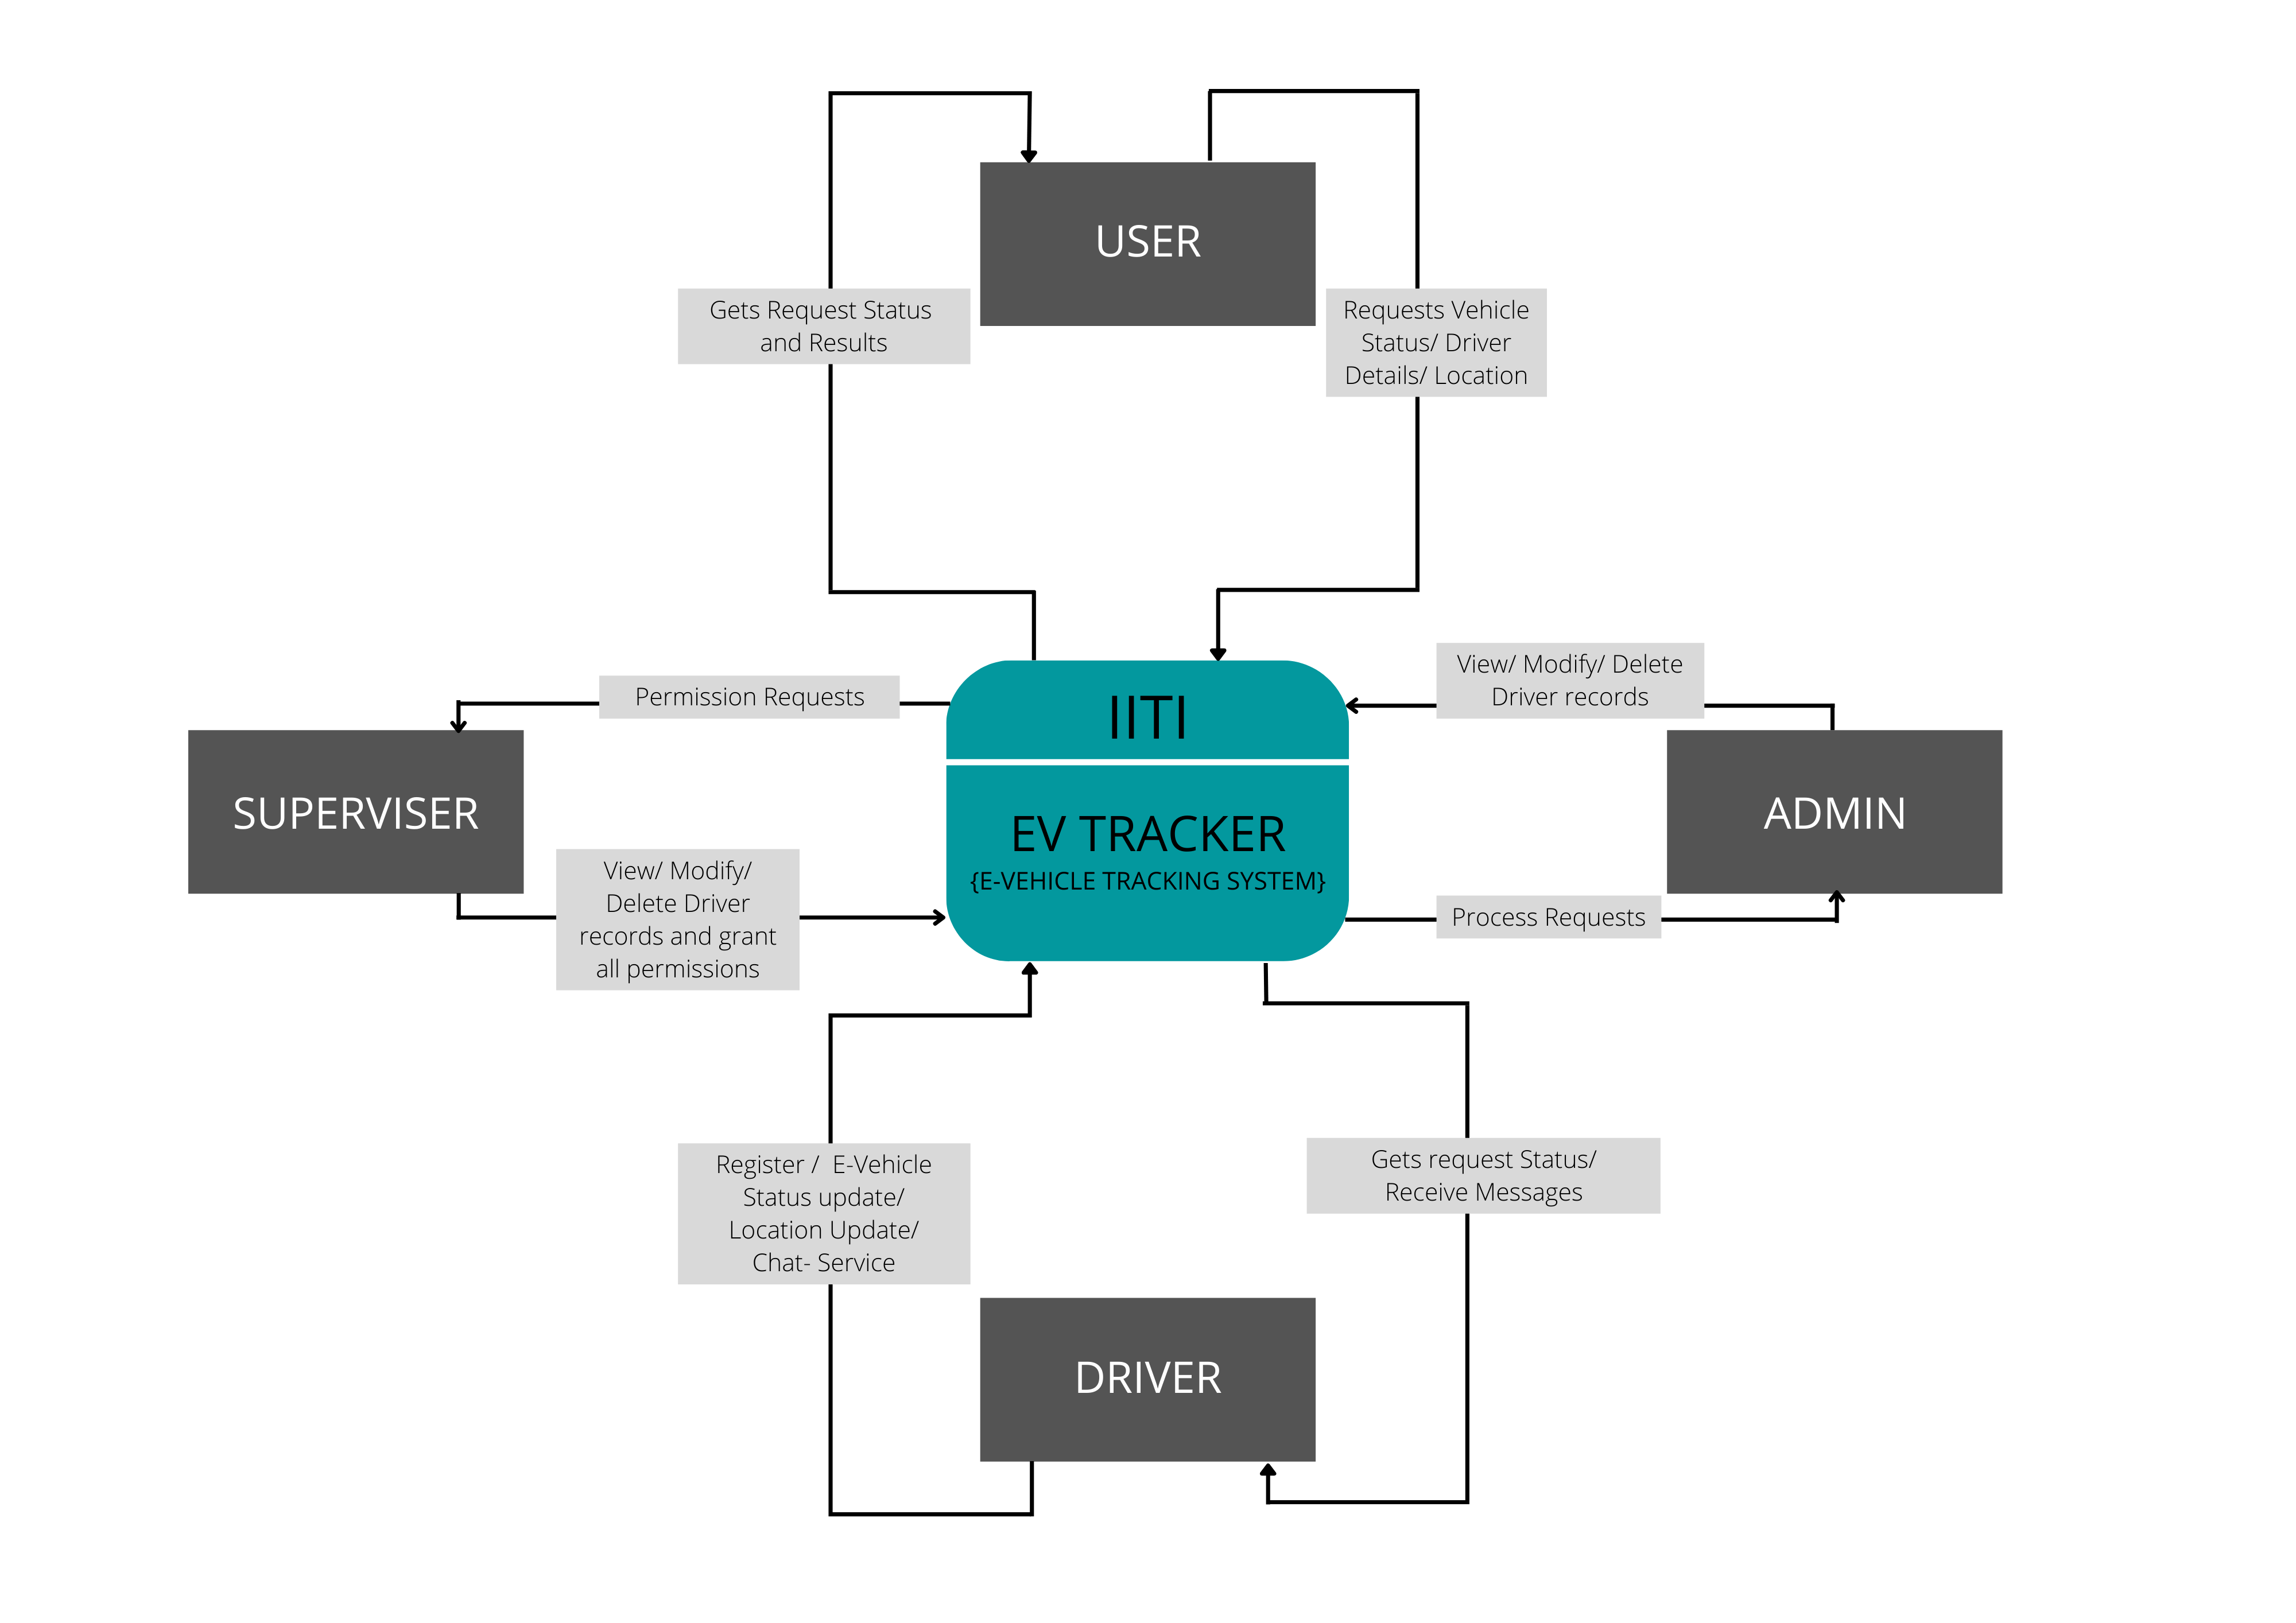 USER
Gets Request Status
and Results
Requests Vehicle
Status/ Driver
Details/ Location
Permission Requests
IITI
View/ Modify/ Delete
Driver records
SUPERVISER
EV TRACKER
{E-VEHICLE TRACKING SYSTEM}
ADMIN
View/ Modify/
Delete Driver
records and grant
all permissions
Process Requests
Register /  E-Vehicle
Status update/
Location Update/
Chat- Service
Gets request Status/
Receive Messages
DRIVER